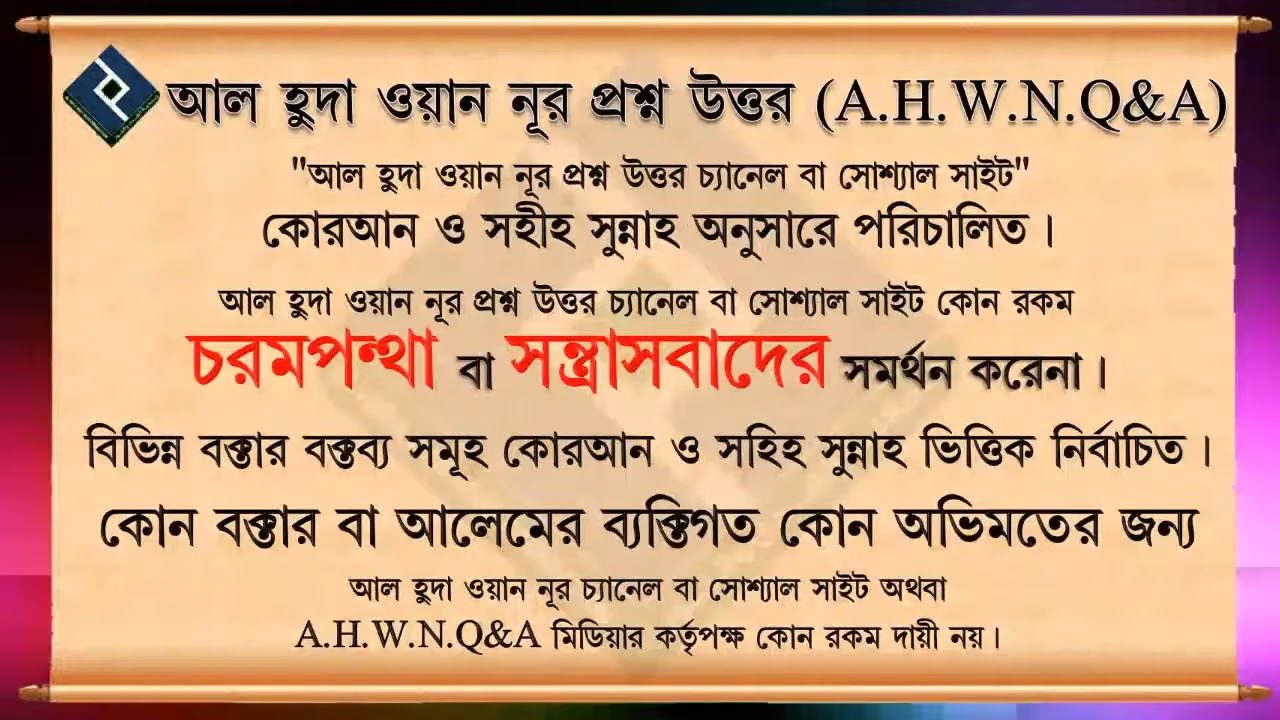 আল হুদা ওয়ান নূর প্রশ্ন উত্তর (A.H.W.N.Q&A)
"আল হুদা ওয়ান নূর প্রশ্ন উত্তর চ্যানেল বা সোশ্যাল সাইট"
কোরআন ও সহীহ সুন্নাহ অনুসারে পরিচালিত।
আল হুদা ওয়ান নূর প্রশ্ন উত্তর চ্যানেল বা সোশ্যাল সাইট কোন রকম
চরমপন্থা বা সন্ত্রাসবাদের সমর্থন করেনা।
বিভিন্ন বক্তার বক্তব্য সমূহ কোরআন ও সহিহ সুন্নাহ ভিত্তিক নির্বাচিত।
কোন বক্তার বা আলেমের ব্যক্তিগত কোন অভিমতের জন্য
আল হুদা ওয়ান নূর চ্যানেল বা সোশ্যাল সাইট অথবা
A.H.W.N.Q&A মিডিয়ার কর্তৃপক্ষ কোন রকম দায়ী নয়।